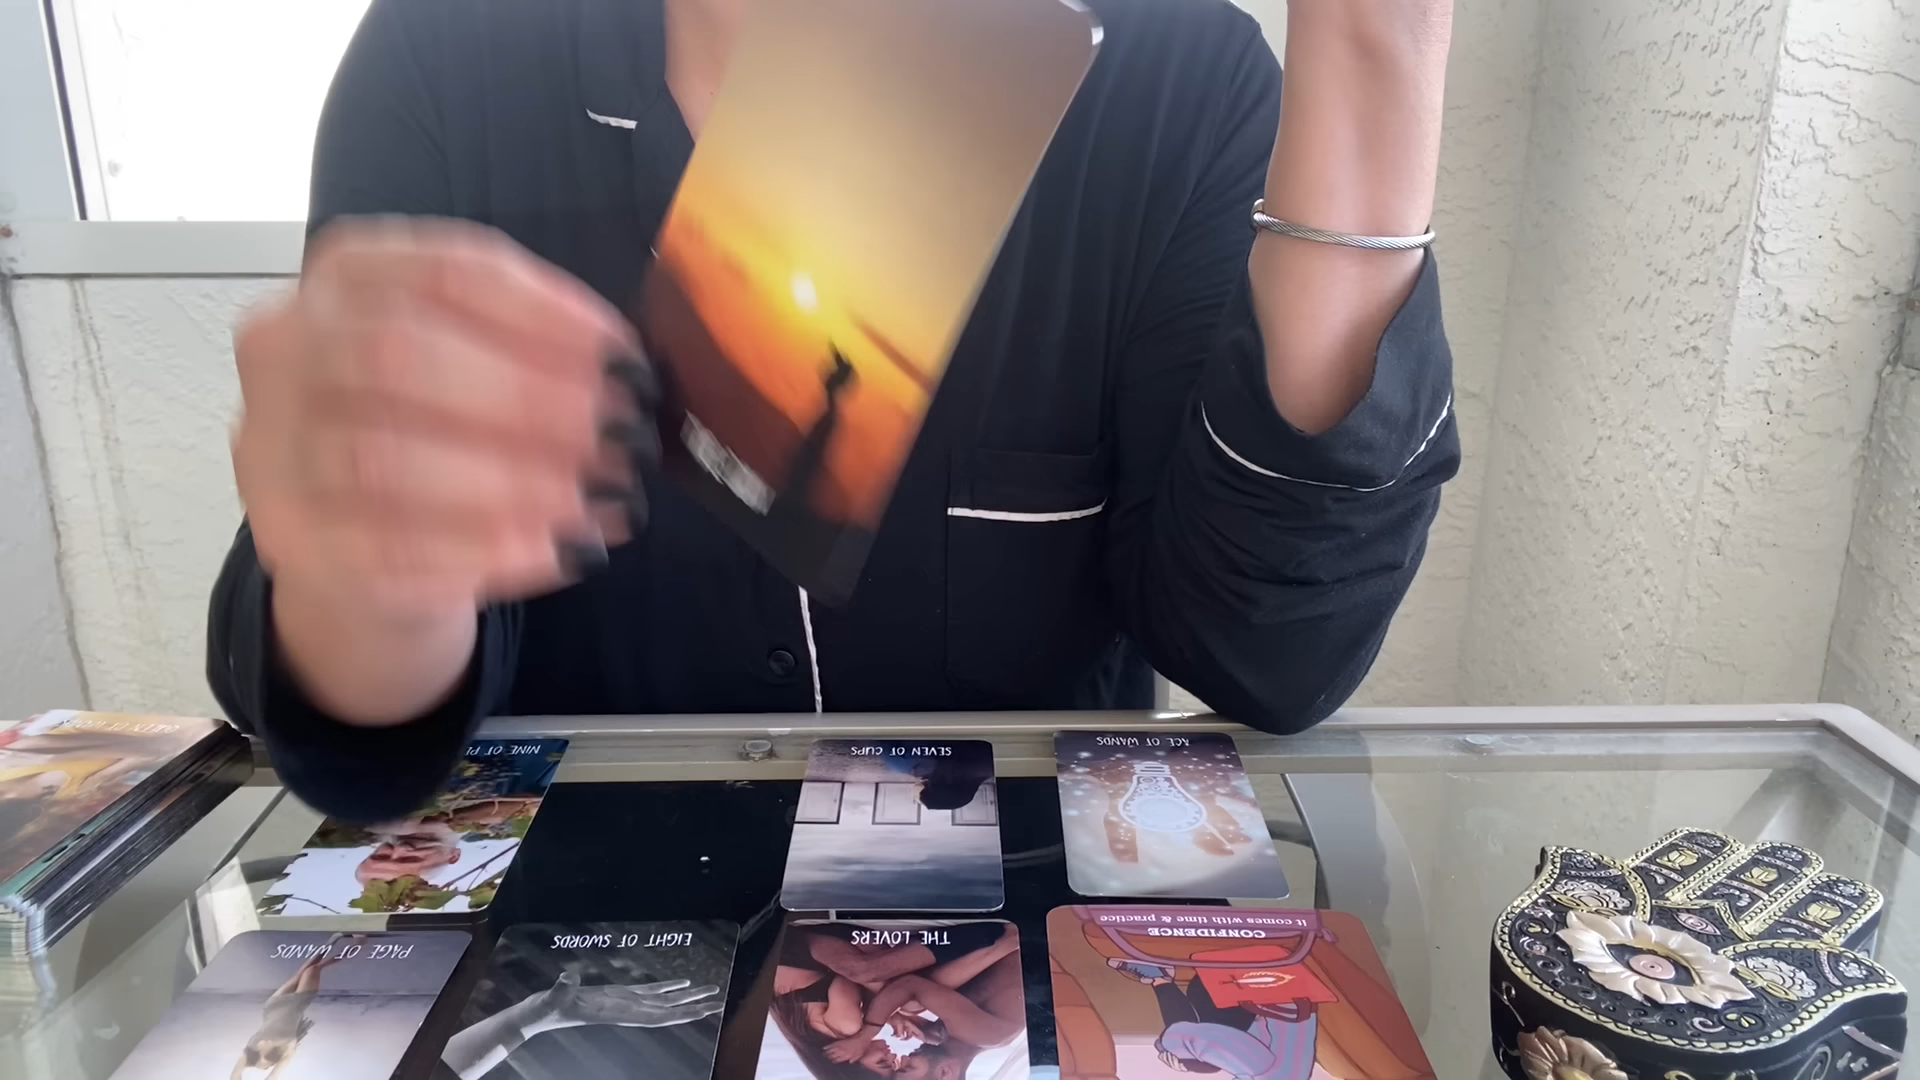 NINE OF
SEVEN OF CUPS
ACE OF WANDS
PAGE OF WANDS
EIGHT OF SWORDS
THE LOVERS
CONFIDENCE
It comes with time & practice